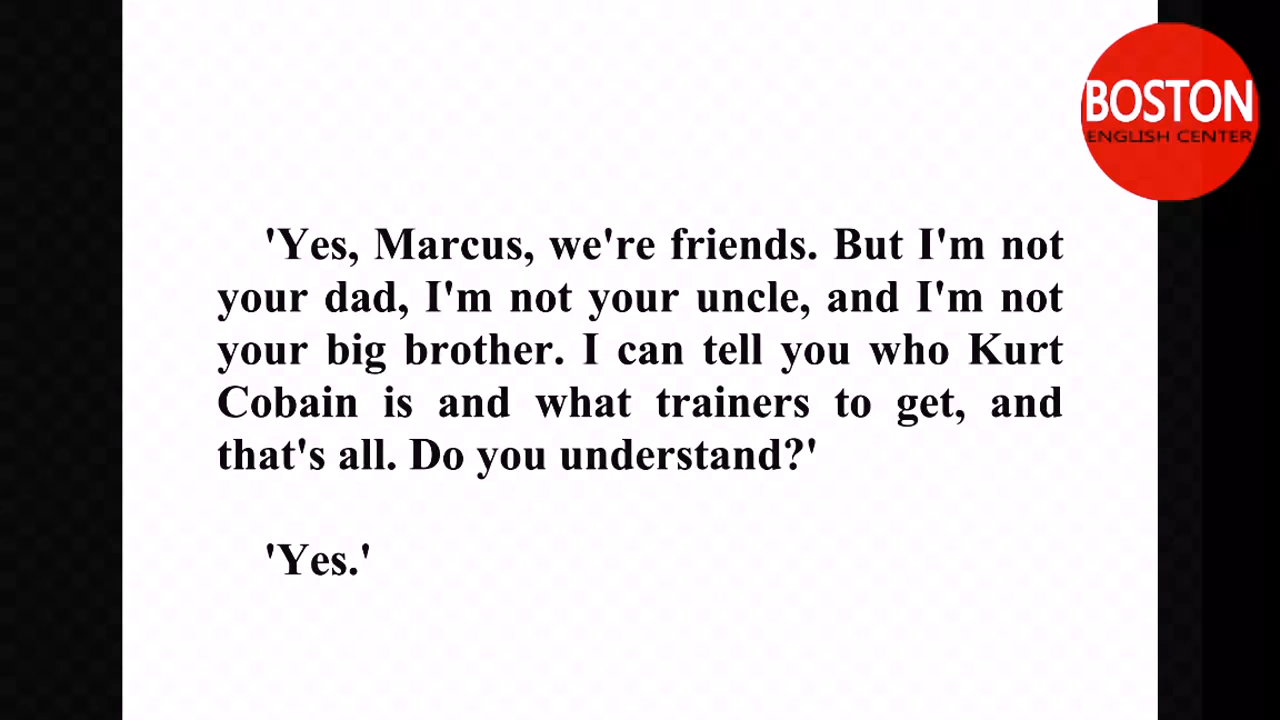 BOSTON
ENGLISH CENTER
'Yes, Marcus, we're friends. But I'm not
your dad, I'm not your uncle, and I'm not
your big brother. I can tell you who Kurt
Cobain is and what trainers to get, and
that's all. Do you understand?'
'Yes.'